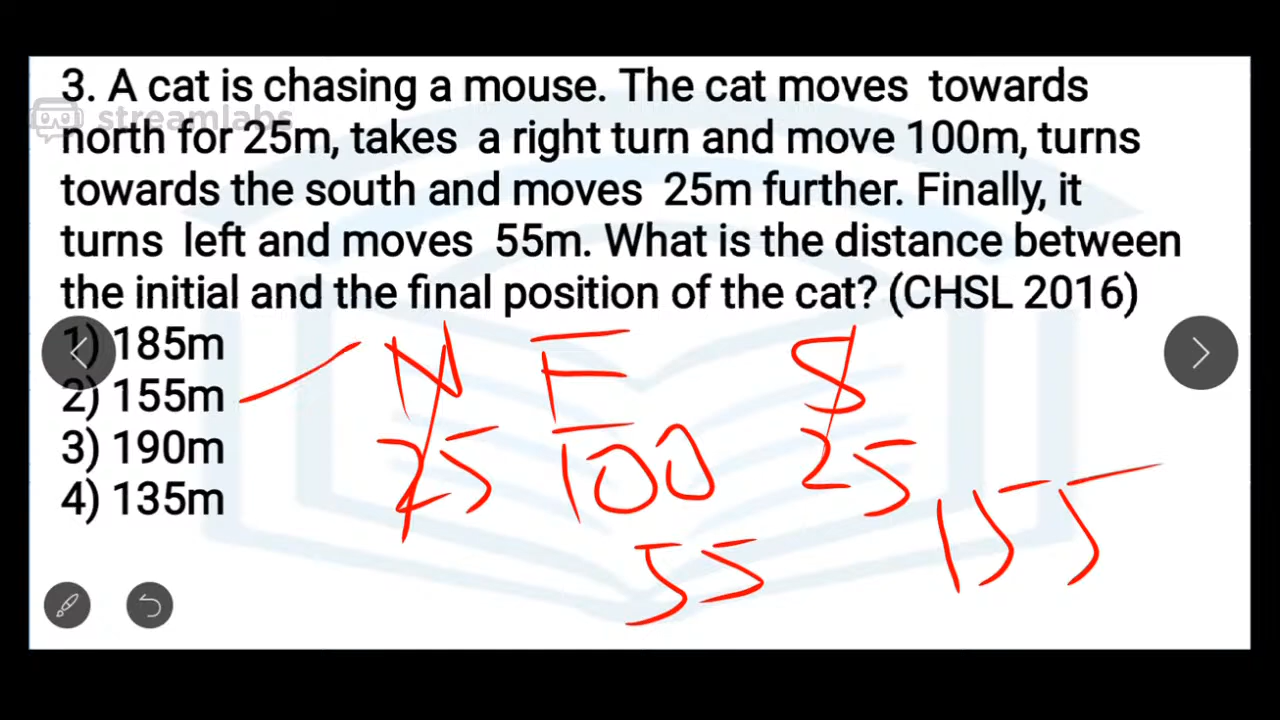 3. A cat is chasing a mouse. The cat moves towards
streamlabs
north for 25m, takes a right turn and move 100m, turns
towards the south and moves 25m further. Finally, it
turns left and moves 55m. What is the distance between
the initial and the final position of the cat? (CHSL 2016)
1) 185m
2) 155m
3) 190m
4) 135m
N E S
25 100 25
55
155